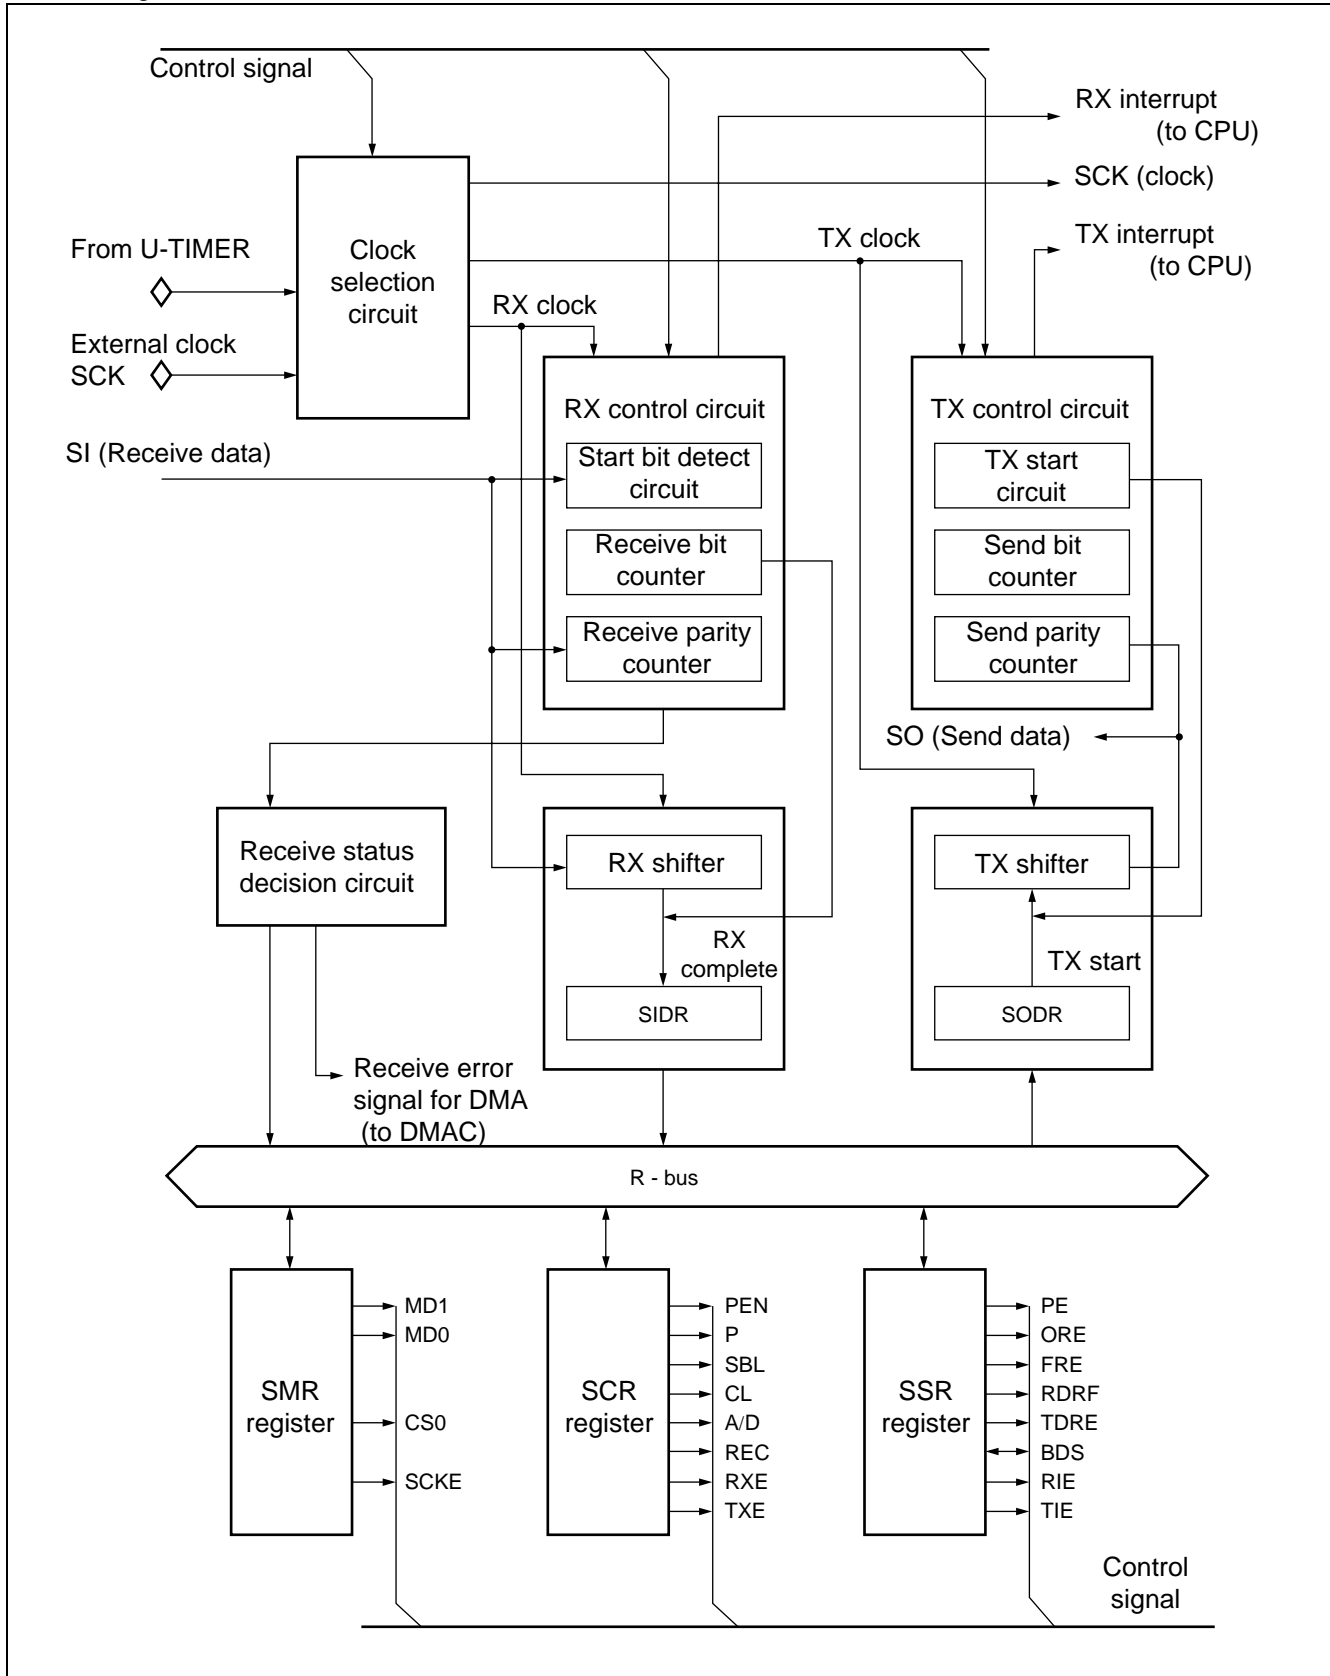 Control signal
RX interrupt
(to CPU)
SCK (clock)
TX interrupt
(to CPU)
TX clock
From U-TIMER
Clock
selection
circuit
RX clock
External clock
SCK
RX control circuit
TX control circuit
SI (Receive data)
Start bit detect
circuit
TX start
circuit
Receive bit
counter
Send bit
counter
Receive parity
counter
Send parity
counter
SO (Send data)
Receive status
decision circuit
RX shifter
TX shifter
RX
complete
TX start
SIDR
SODR
Receive error
signal for DMA
(to DMAC)
R - bus
SMR
register
MD1
MD0
CS0
SCKE
SCR
register
PEN
P
SBL
CL
A/D
REC
RXE
TXE
SSR
register
PE
ORE
FRE
RDRF
TDRE
BDS
RIE
TIE
Control
signal